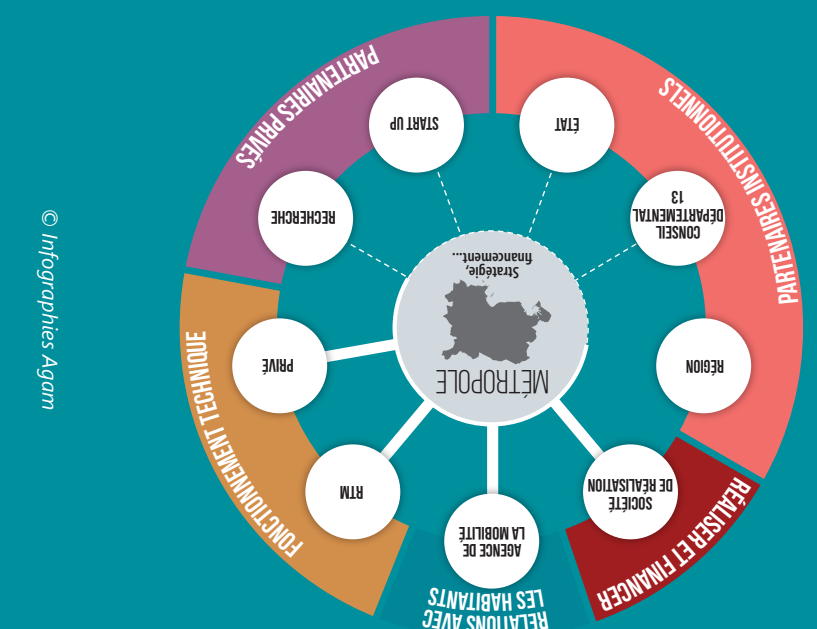 RELATIONS AVEC
LES HABITANTS
AGENCE DE
LA MOBILITÉ
RÉALISER ET FINANCER
SOCIÉTÉ
DE RÉALISATION
FONCTIONNEMENT TECHNIQUE
RTM
PRIVÉ
MÉTROPOLE
Stratégie,
financement...
PARTENAIRES INSTITUTIONNELS
RÉGION
CONSEIL
DÉPARTEMENTAL
13
ÉTAT
PARTENAIRES PRIVÉS
START UP
RECHERCHE
© Infographies Agam